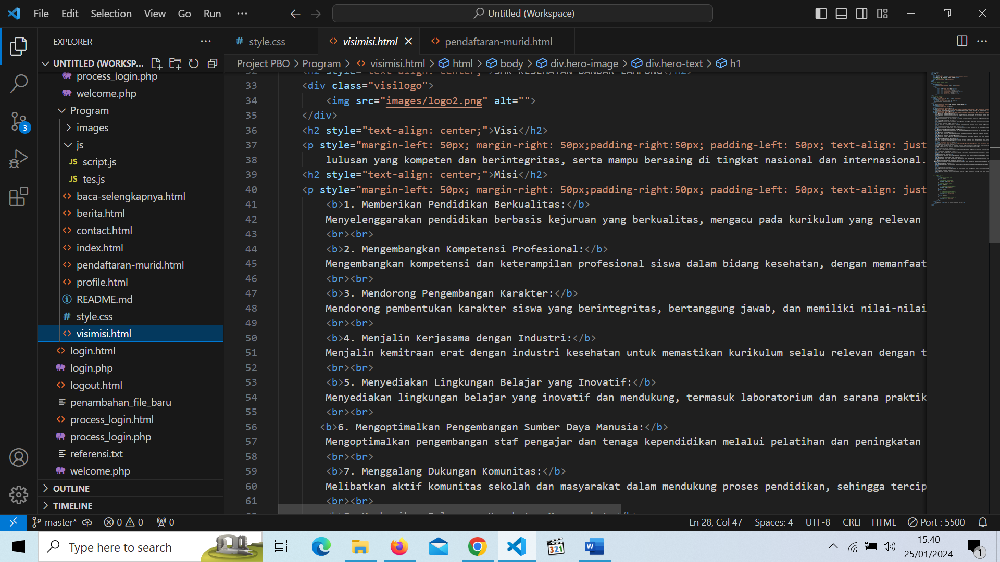 File Edit Selection View Go Run ··· Untitled (Workspace)
EXPLORER
UNTITLED (WORKSP...
process_login.php
welcome.php
Program
images
js
JS script.js
JS tes.js
baca-selengkapnya.html
berita.html
contact.html
index.html
pendaftaran-murid.html
profile.html
README.md
# style.css
visimisi.html
login.html
login.php
logout.html
penambahan_file_baru
process_login.html
process_login.php
referensi.txt
welcome.php
OUTLINE
TIMELINE
3
# style.css <> visimisi.html <> pendaftaran-murid.html
Project PBO > Program > <> visimisi.html > html > body > div.hero-image > div.hero-text > h1
32 <h2 style="text-align: center;">SMK KESEHATAN BANDAR LAMPUNG</h2>
33 <div class="visilogo">
34 <img src="images/logo2.png" alt="">
35 </div>
36 <h2 style="text-align: center;">Visi</h2>
37 <p style="margin-left: 50px; margin-right: 50px;padding-right:50px; padding-left: 50px; text-align: just
38 lulusan yang kompeten dan berintegritas, serta mampu bersaing di tingkat nasional dan internasional.
39 <h2 style="text-align: center;">Misi</h2>
40 <p style="margin-left: 50px; margin-right: 50px;padding-right:50px; padding-left: 50px; text-align: just
41 <b>1. Memberikan Pendidikan Berkualitas:</b>
42 Menyelenggarakan pendidikan berbasis kejuruan yang berkualitas, mengacu pada kurikulum yang relevan
43 <br><br>
44 <b>2. Mengembangkan Kompetensi Profesional:</b>
45 Mengembangkan kompetensi dan keterampilan profesional siswa dalam bidang kesehatan, dengan memanfaat
46 <br><br>
47 <b>3. Mendorong Pengembangan Karakter:</b>
48 Mendorong pembentukan karakter siswa yang berintegritas, bertanggung jawab, dan memiliki nilai-nilai
49 <br><br>
50 <b>4. Menjalin Kerjasama dengan Industri:</b>
51 Menjalin kemitraan erat dengan industri kesehatan untuk memastikan kurikulum selalu relevan dengan t
52 <br><br>
53 <b>5. Menyediakan Lingkungan Belajar yang Inovatif:</b>
54 Menyediakan lingkungan belajar yang inovatif dan mendukung, termasuk laboratorium dan sarana praktik
55 <br><br>
56 <b>6. Mengoptimalkan Pengembangan Sumber Daya Manusia:</b>
57 Mengoptimalkan pengembangan staf pengajar dan tenaga kependidikan melalui pelatihan dan peningkatan
58 <br><br>
59 <b>7. Menggalang Dukungan Komunitas:</b>
60 Melibatkan aktif komunitas sekolah dan masyarakat dalam mendukung proses pendidikan, sehingga tercip
61 <br><br>
master* 0 0 0 Ln 28, Col 47 Spaces: 4 UTF-8 CRLF HTML Port : 5500
Type here to search
321
W
15.40
25/01/2024
1